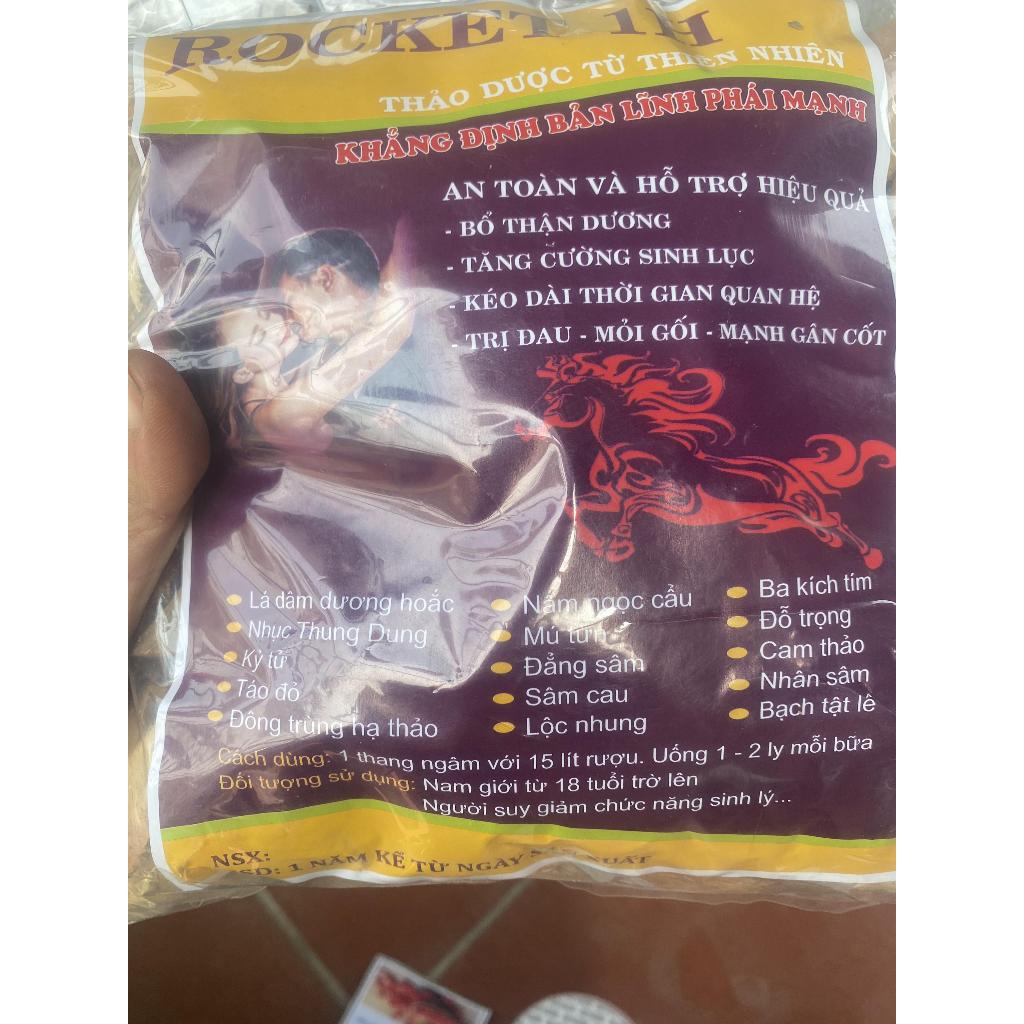 ROCKET 1H
THẢO DƯỢC TỪ THIÊN NHIÊN
KHẲNG ĐỊNH BẢN LĨNH PHÁI MẠNH
AN TOÀN VÀ HỖ TRỢ HIỆU QUẢ
- BỔ THẬN DƯƠNG
- TĂNG CƯỜNG SINH LỤC
- KÉO DÀI THỜI GIAN QUAN HỆ
- TRỊ ĐAU - MỎI GỐI - MẠNH GÂN CỐT
Lá dâm dương hoắc
Nhục Thung Dung
Kỷ tử
Táo đỏ
Đông trùng hạ thảo
Nấm ngọc cẩu
Đẳng sâm
Sâm cau
Lộc nhung
Ba kích tím
Đỗ trọng
Cam thảo
Nhân sâm
Bạch tật lê
Cách dùng: 1 thang ngâm với 15 lít rượu. Uống 1 - 2 ly mỗi bữa
Đối tượng sử dụng: Nam giới từ 18 tuổi trở lên
Người suy giảm chức năng sinh lý...
NSX:
1 NĂM KỂ TỪ NGÀY